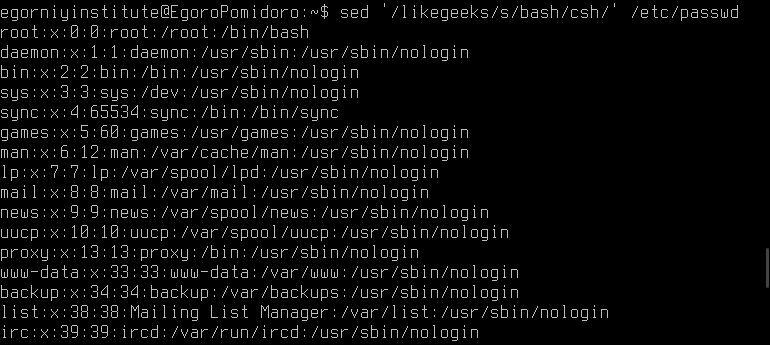 egorniyinstitute@EgoroPomidoro:~$ sed '/likegeeks/s/bash/csh/' /etc/passwd
root:x:0:0:root:/root:/bin/bash
daemon:x:1:1:daemon:/usr/sbin:/usr/sbin/nologin
bin:x:2:2:bin:/bin:/usr/sbin/nologin
sys:x:3:3:sys:/dev:/usr/sbin/nologin
sync:x:4:65534:sync:/bin:/bin/sync
games:x:5:60:games:/usr/games:/usr/sbin/nologin
man:x:6:12:man:/var/cache/man:/usr/sbin/nologin
lp:x:7:7:lp:/var/spool/lpd:/usr/sbin/nologin
mail:x:8:8:mail:/var/mail:/usr/sbin/nologin
news:x:9:9:news:/var/spool/news:/usr/sbin/nologin
uucp:x:10:10:uucp:/var/spool/uucp:/usr/sbin/nologin
proxy:x:13:13:proxy:/bin:/usr/sbin/nologin
www-data:x:33:33:www-data:/var/www:/usr/sbin/nologin
backup:x:34:34:backup:/var/backups:/usr/sbin/nologin
list:x:38:38:Mailing List Manager:/var/list:/usr/sbin/nologin
irc:x:39:39:ircd:/var/run/ircd:/usr/sbin/nologin